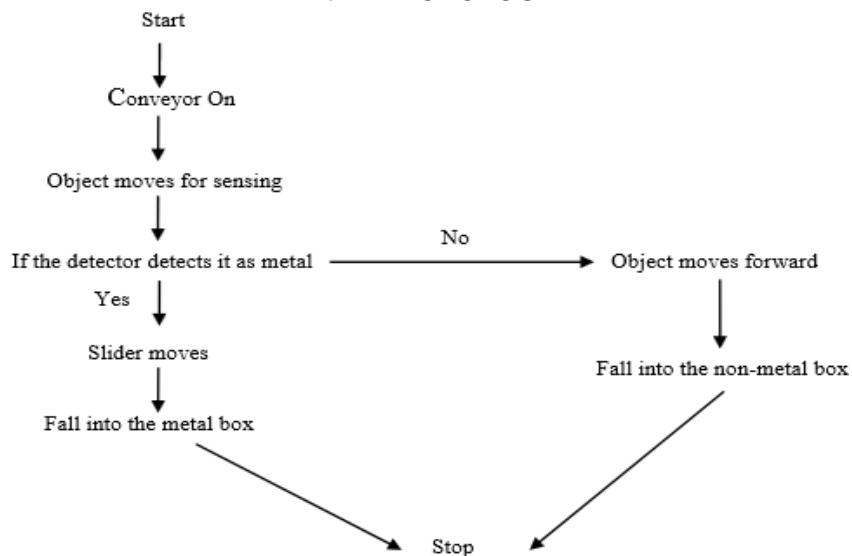 Start
Conveyor On
Object moves for sensing
If the detector detects it as metal
No
Object moves forward
Yes
Slider moves
Fall into the non-metal box
Fall into the metal box
Stop